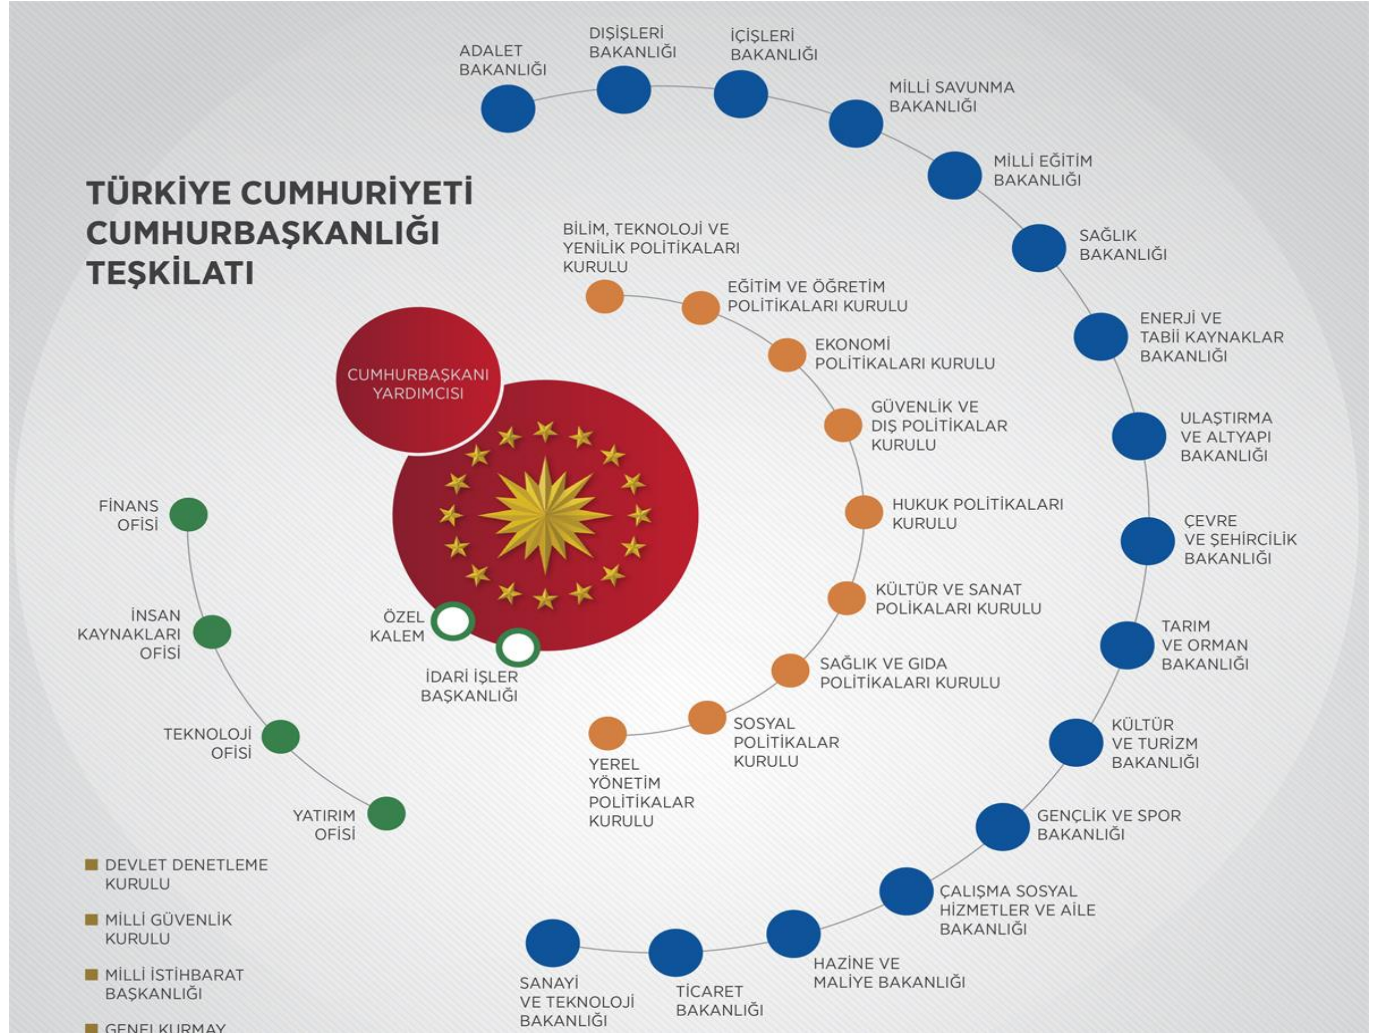 ADALET
BAKANLIĞI
DIŞİŞLERİ
BAKANLIĞI
İÇİŞLERİ
BAKANLIĞI
MİLLİ SAVUNMA
BAKANLIĞI
MİLLİ EĞİTİM
BAKANLIĞI
SAĞLIK
BAKANLIĞI
ENERJİ VE
TABİİ KAYNAKLAR
BAKANLIĞI
ULAŞTIRMA
VE ALTYAPI
BAKANLIĞI
ÇEVRE
VE ŞEHİRCİLİK
BAKANLIĞI
TARIM
VE ORMAN
BAKANLIĞI
KÜLTÜR
VE TURİZM
BAKANLIĞI
GENÇLİK VE SPOR
BAKANLIĞI
ÇALIŞMA SOSYAL
HİZMETLER VE AİLE
BAKANLIĞI
HAZİNE VE
MALİYE BAKANLIĞI
TİCARET
BAKANLIĞI
SANAYİ
VE TEKNOLOJİ
BAKANLIĞI
TÜRKİYE CUMHURİYETİ
CUMHURBAŞKANLIĞI
TEŞKİLATI
BİLİM, TEKNOLOJİ VE
YENİLİK POLİTİKALARI
KURULU
EĞİTİM VE ÖĞRETİM
POLİTİKALARI KURULU
EKONOMİ
POLİTİKALARI KURULU
GÜVENLİK VE
DIŞ POLİTİKALAR
KURULU
HUKUK POLİTİKALARI
KURULU
KÜLTÜR VE SANAT
POLİKALARI KURULU
SAĞLIK VE GIDA
POLİTİKALARI KURULU
SOSYAL
POLİTİKALAR
KURULU
YEREL
YÖNETİM
POLİTİKALAR
KURULU
CUMHURBAŞKANI
YARDIMCISI
ÖZEL
KALEM
İDARİ İŞLER
BAŞKANLIĞI
FİNANS
OFİSİ
İNSAN
KAYNAKLARI
OFİSİ
TEKNOLOJİ
OFİSİ
YATIRIM
OFİSİ
DEVLET DENETLEME
KURULU
MİLLİ GÜVENLİK
KURULU
MİLLİ İSTİHBARAT
BAŞKANLIĞI
GENELKURMAY